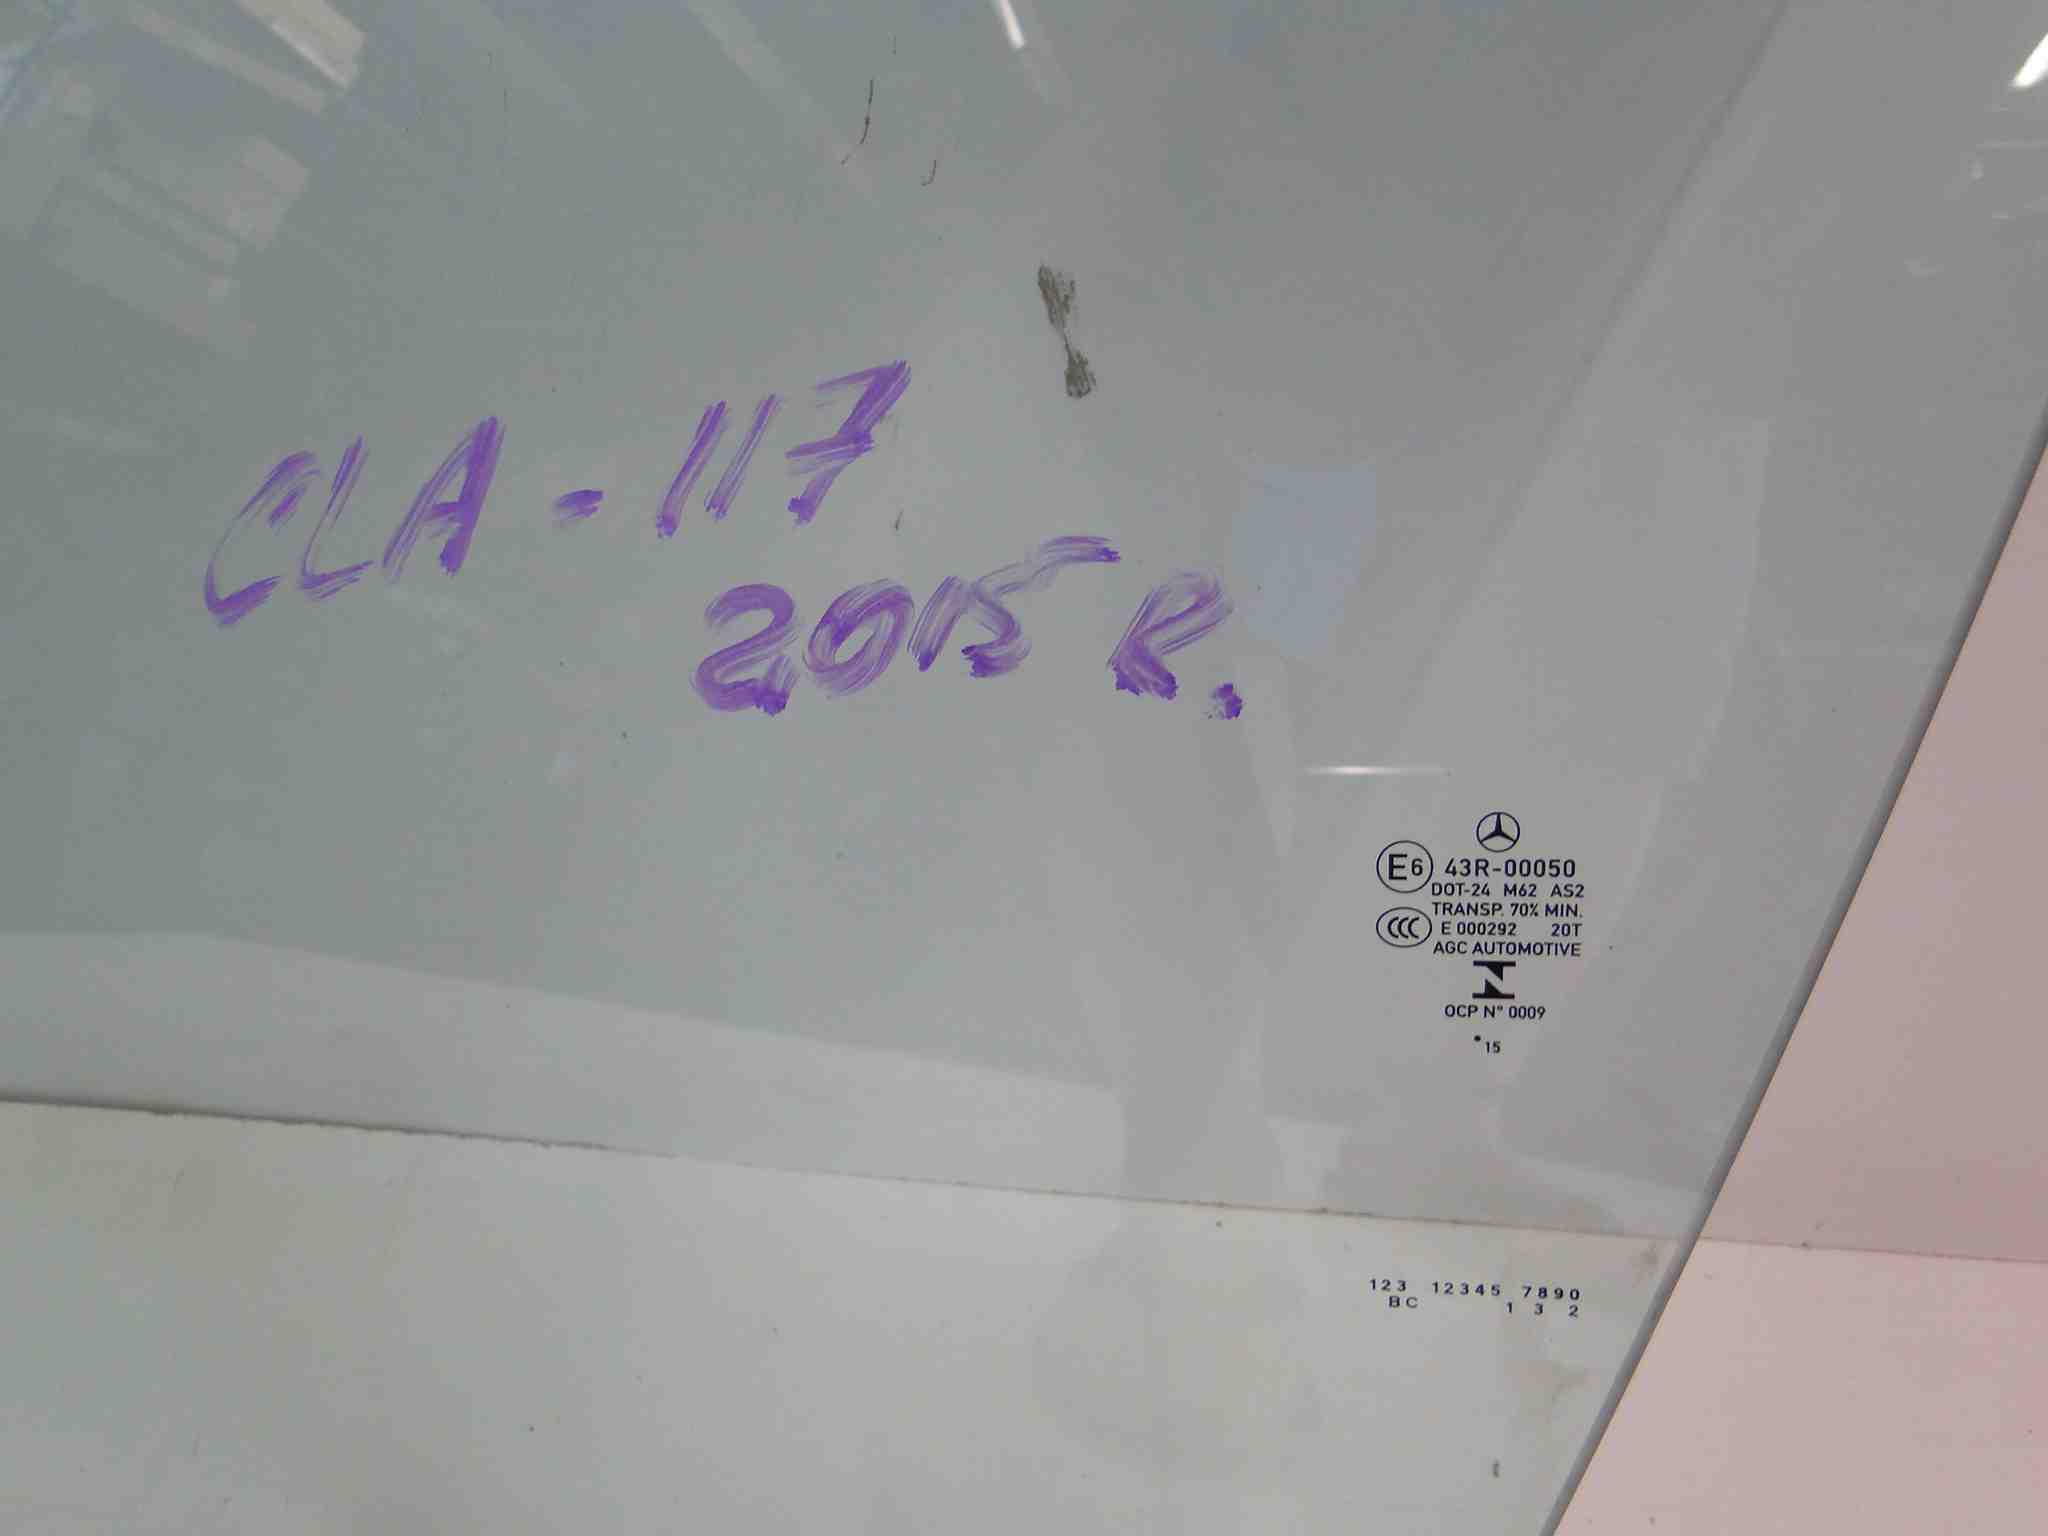 CLA - 117
2015 R.
E6 43R-00050
DOT-24 M62 AS2
TRANSP. 70% MIN.
CCC E 000292 20T
AGC AUTOMOTIVE
OCP N° 0009
• 15
123 12345 7890
BC 1 3 2